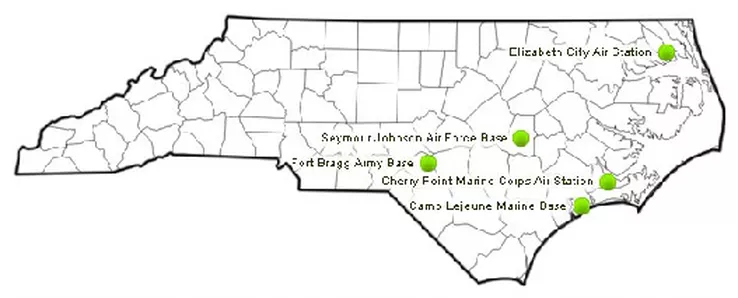 Elizabeth City Air Station
Seymour Johnson Air Force Base
Fort Bragg Army Base
Cherry Point Marine Corps Air Station
Camp Lejeune Marine Base